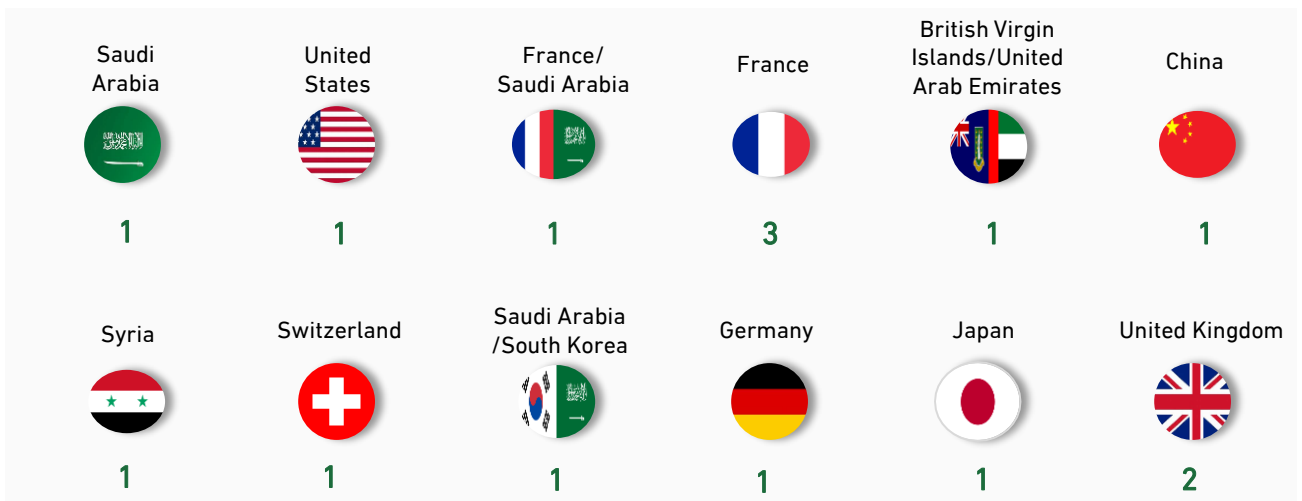 Saudi
Arabia
United
States
France/
Saudi Arabia
France
British Virgin
Islands/United
Arab Emirates
China
1
1
1
3
1
1
Syria
Switzerland
Saudi Arabia
/South Korea
Germany
Japan
United Kingdom
1
1
1
1
1
2